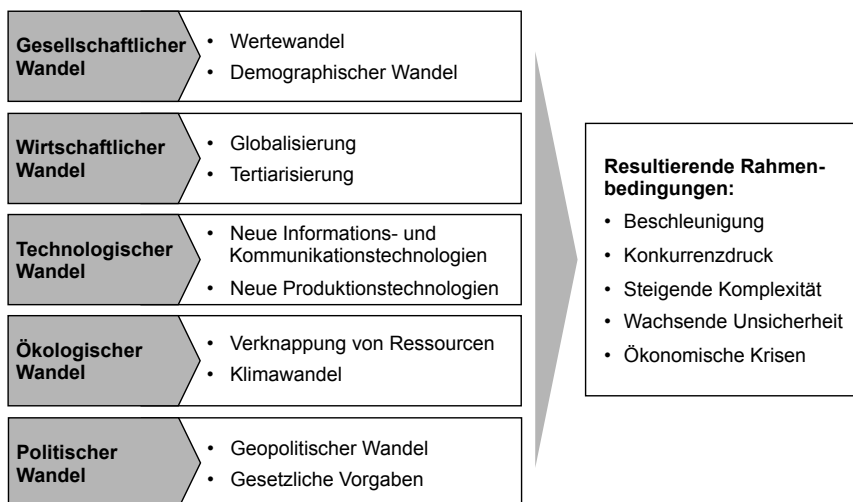 Gesellschaftlicher
Wandel
• Wertewandel
• Demographischer Wandel
Wirtschaftlicher
Wandel
• Globalisierung
• Tertiarisierung
Technologischer
Wandel
• Neue Informations- und
Kommunikationstechnologien
• Neue Produktionstechnologien
Ökologischer
Wandel
• Verknappung von Ressourcen
• Klimawandel
Politischer
Wandel
• Geopolitischer Wandel
• Gesetzliche Vorgaben
Resultierende Rahmen-
bedingungen:
• Beschleunigung
• Konkurrenzdruck
• Steigende Komplexität
• Wachsende Unsicherheit
• Ökonomische Krisen